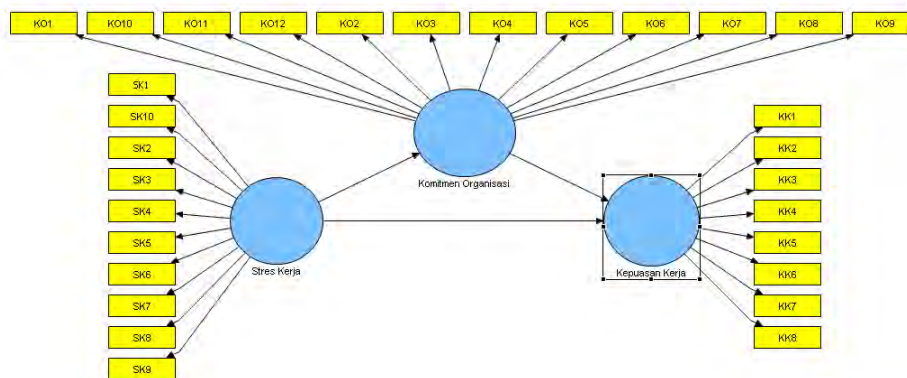 KO1 KO10 KO11 KO12 KO2 KO3 KO4 KO5 KO6 KO7 KO8 KO9
Komitmen Organisasi
SK1
SK10
SK2
SK3
SK4
SK5
SK6
SK7
SK8
SK9
Stres Kerja
Kepuasan Kerja
KK1
KK2
KK3
KK4
KK5
KK6
KK7
KK8